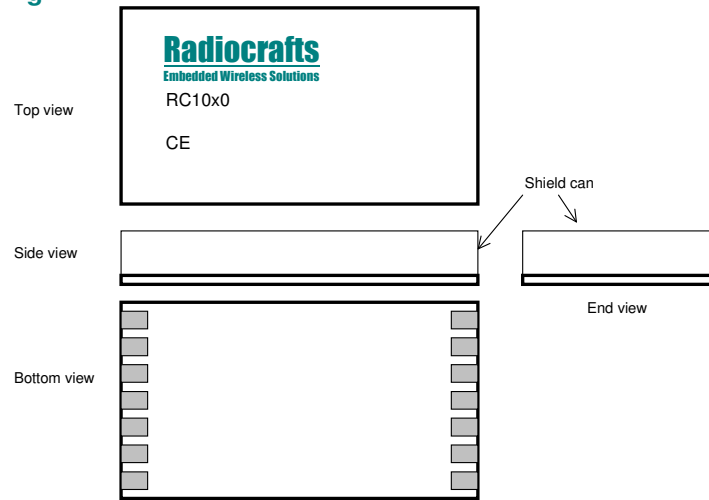 Radiocrafts
Embedded Wireless Solutions
RC10x0
CE
Top view
Shield can
Side view
End view
Bottom view